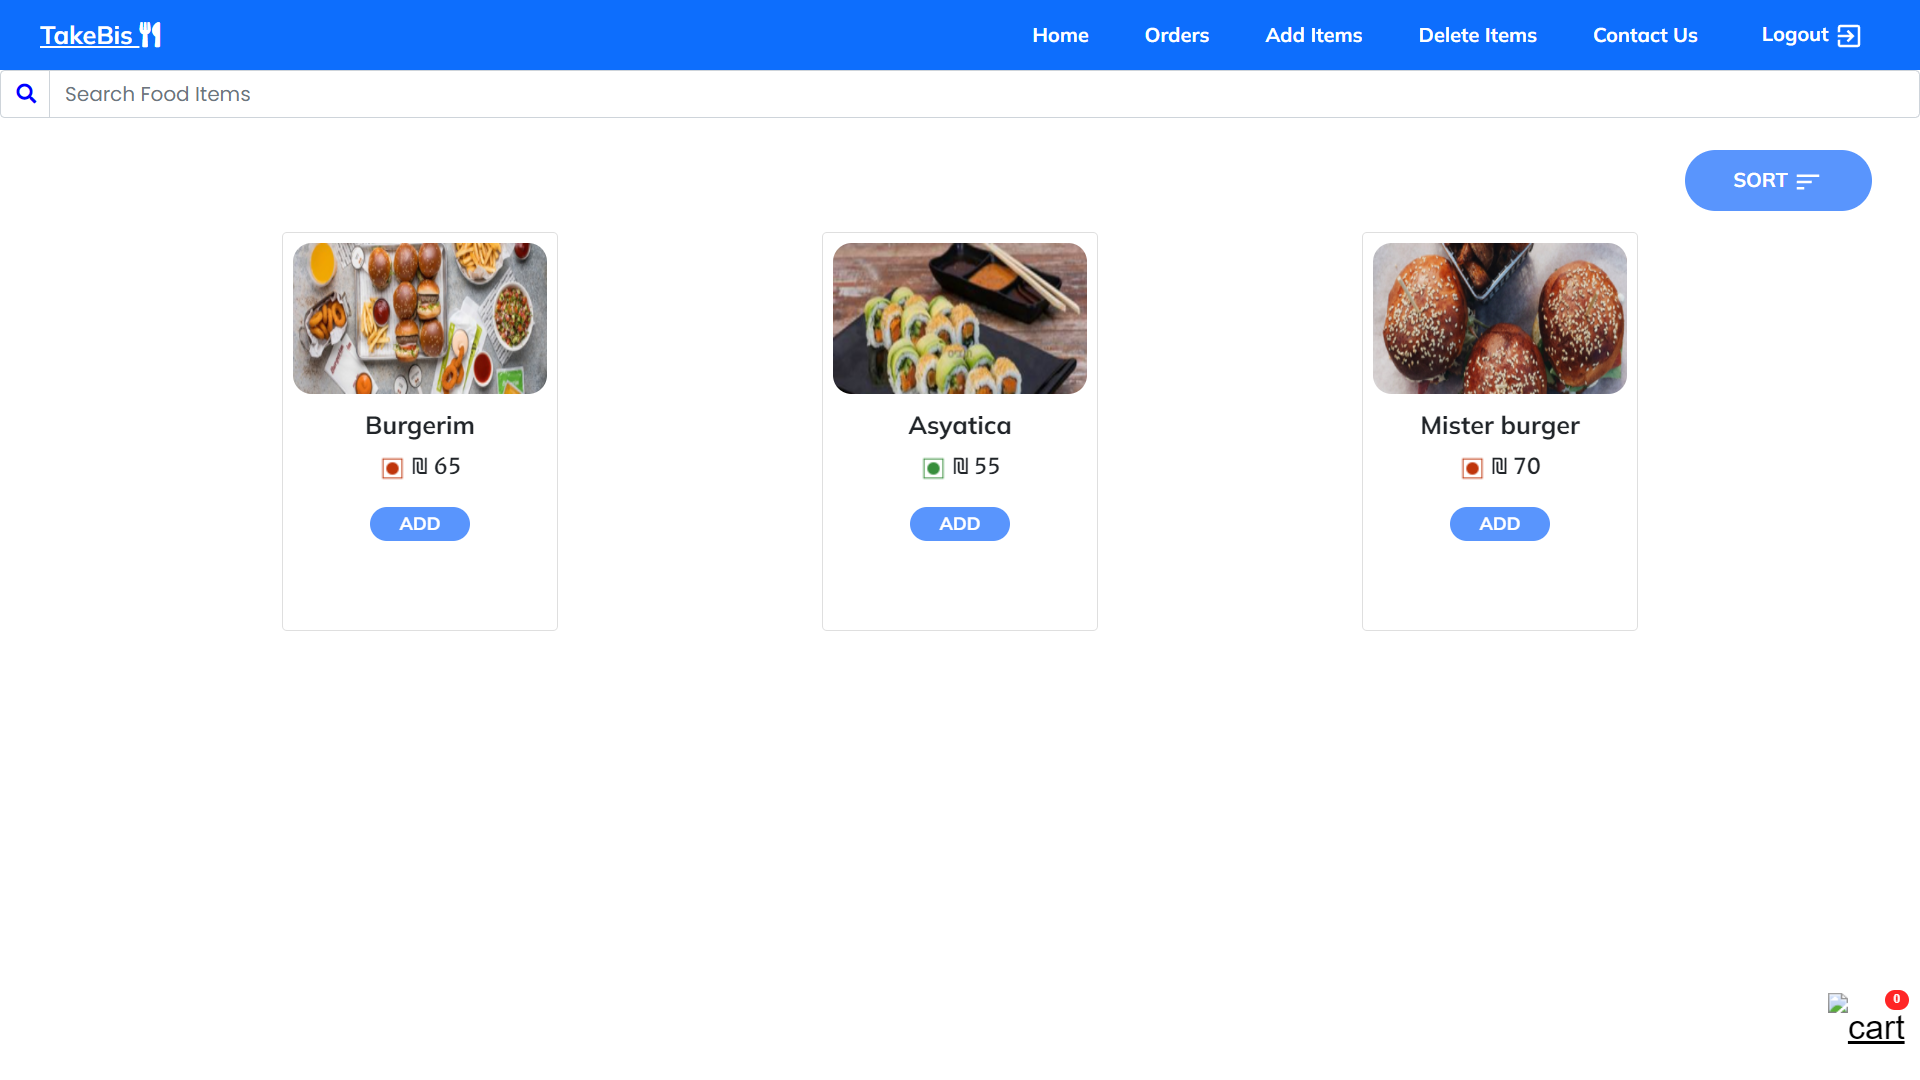 TakeBis
Home Orders Add Items Delete Items Contact Us Logout
Search Food Items
SORT
Burgerim
₪ 65
ADD
Asyatica
₪ 55
ADD
Mister burger
₪ 70
ADD
0
cart